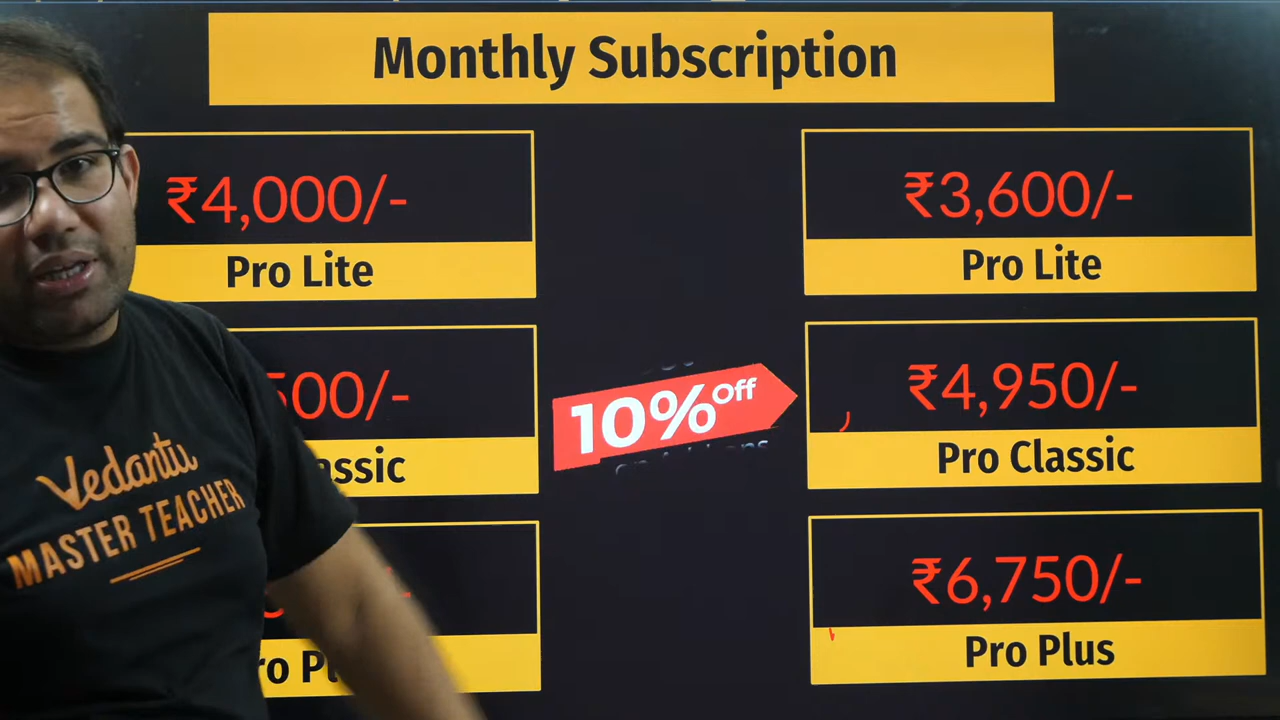 Monthly Subscription
₹4,000/-
Pro Lite
500/-
assic
ro Pl
10% Off
₹3,600/-
Pro Lite
₹4,950/-
Pro Classic
₹6,750/-
Pro Plus
Vedantu
MASTER TEACHER